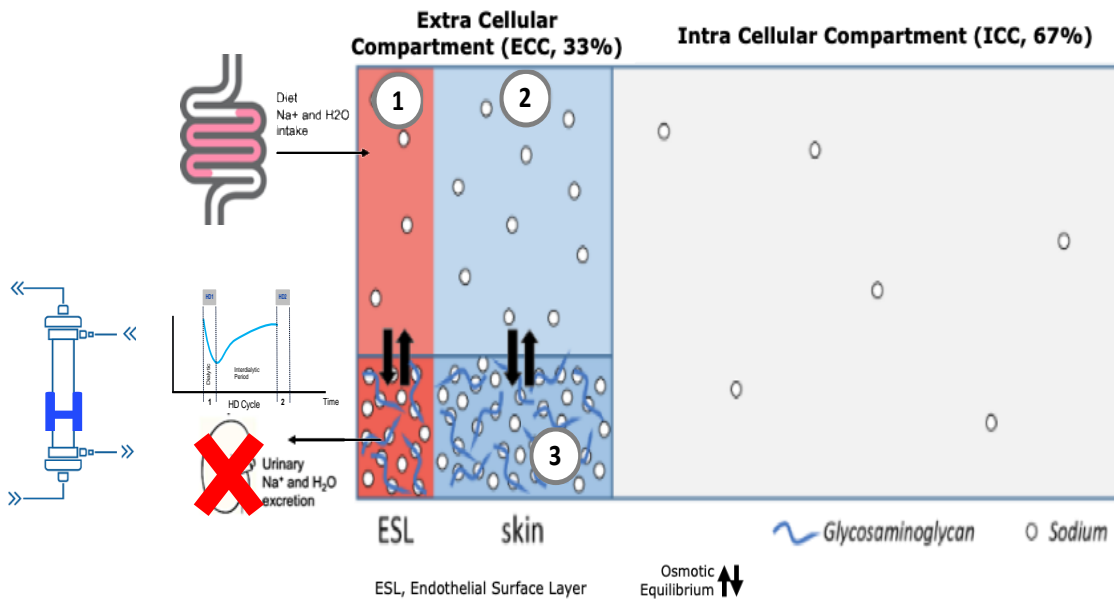 Extra Cellular
Compartment (ECC, 33%)
Intra Cellular Compartment (ICC, 67%)
1
2
Diet
Na+ and H2O
intake
HD1
HD2
Dialytic
Interdialytic
Period
1
2
Time
HD Cycle
Urinary
Na⁺ and H₂O
excretion
3
ESL
skin
Glycosaminoglycan
Sodium
ESL, Endothelial Surface Layer
Osmotic
Equilibrium